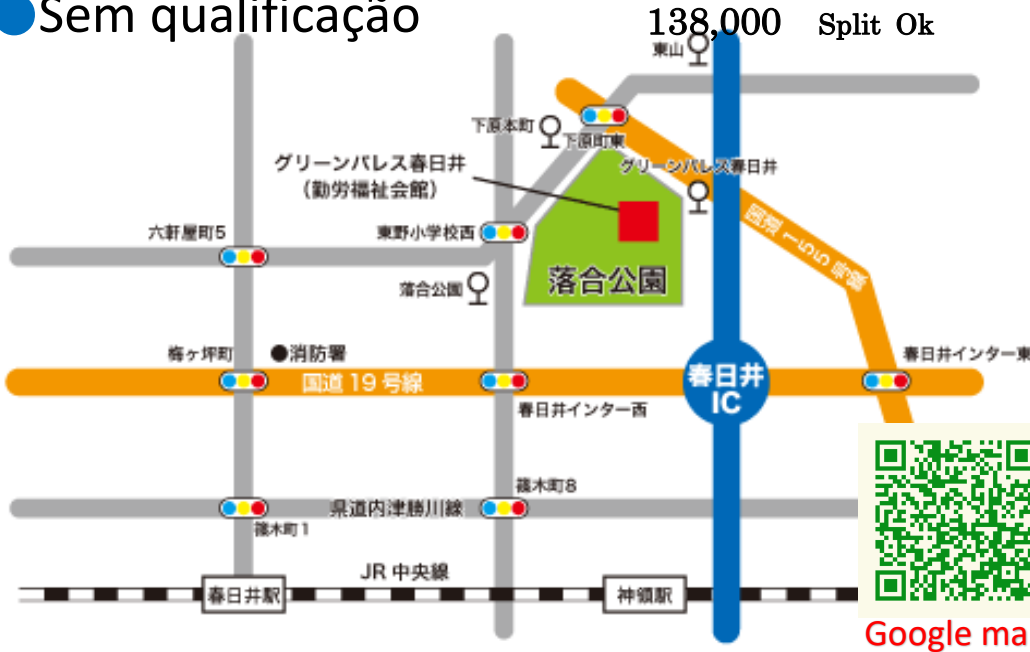 ●Sem qualificação
138,000 Split Ok
東山
下原本町
下原町東
グリーンパレス春日井
(勤労福祉会館)
グリーンパレス春日井
六軒屋町5
東野小学校西
国道155号線
落合公園
落合公園
梅ヶ坪町
●消防署
春日井インター東
国道19号線
春日井
IC
春日井インター西
篠木町8
県道内津勝川線
篠木町1
JR中央線
春日井駅
神領駅
Google ma